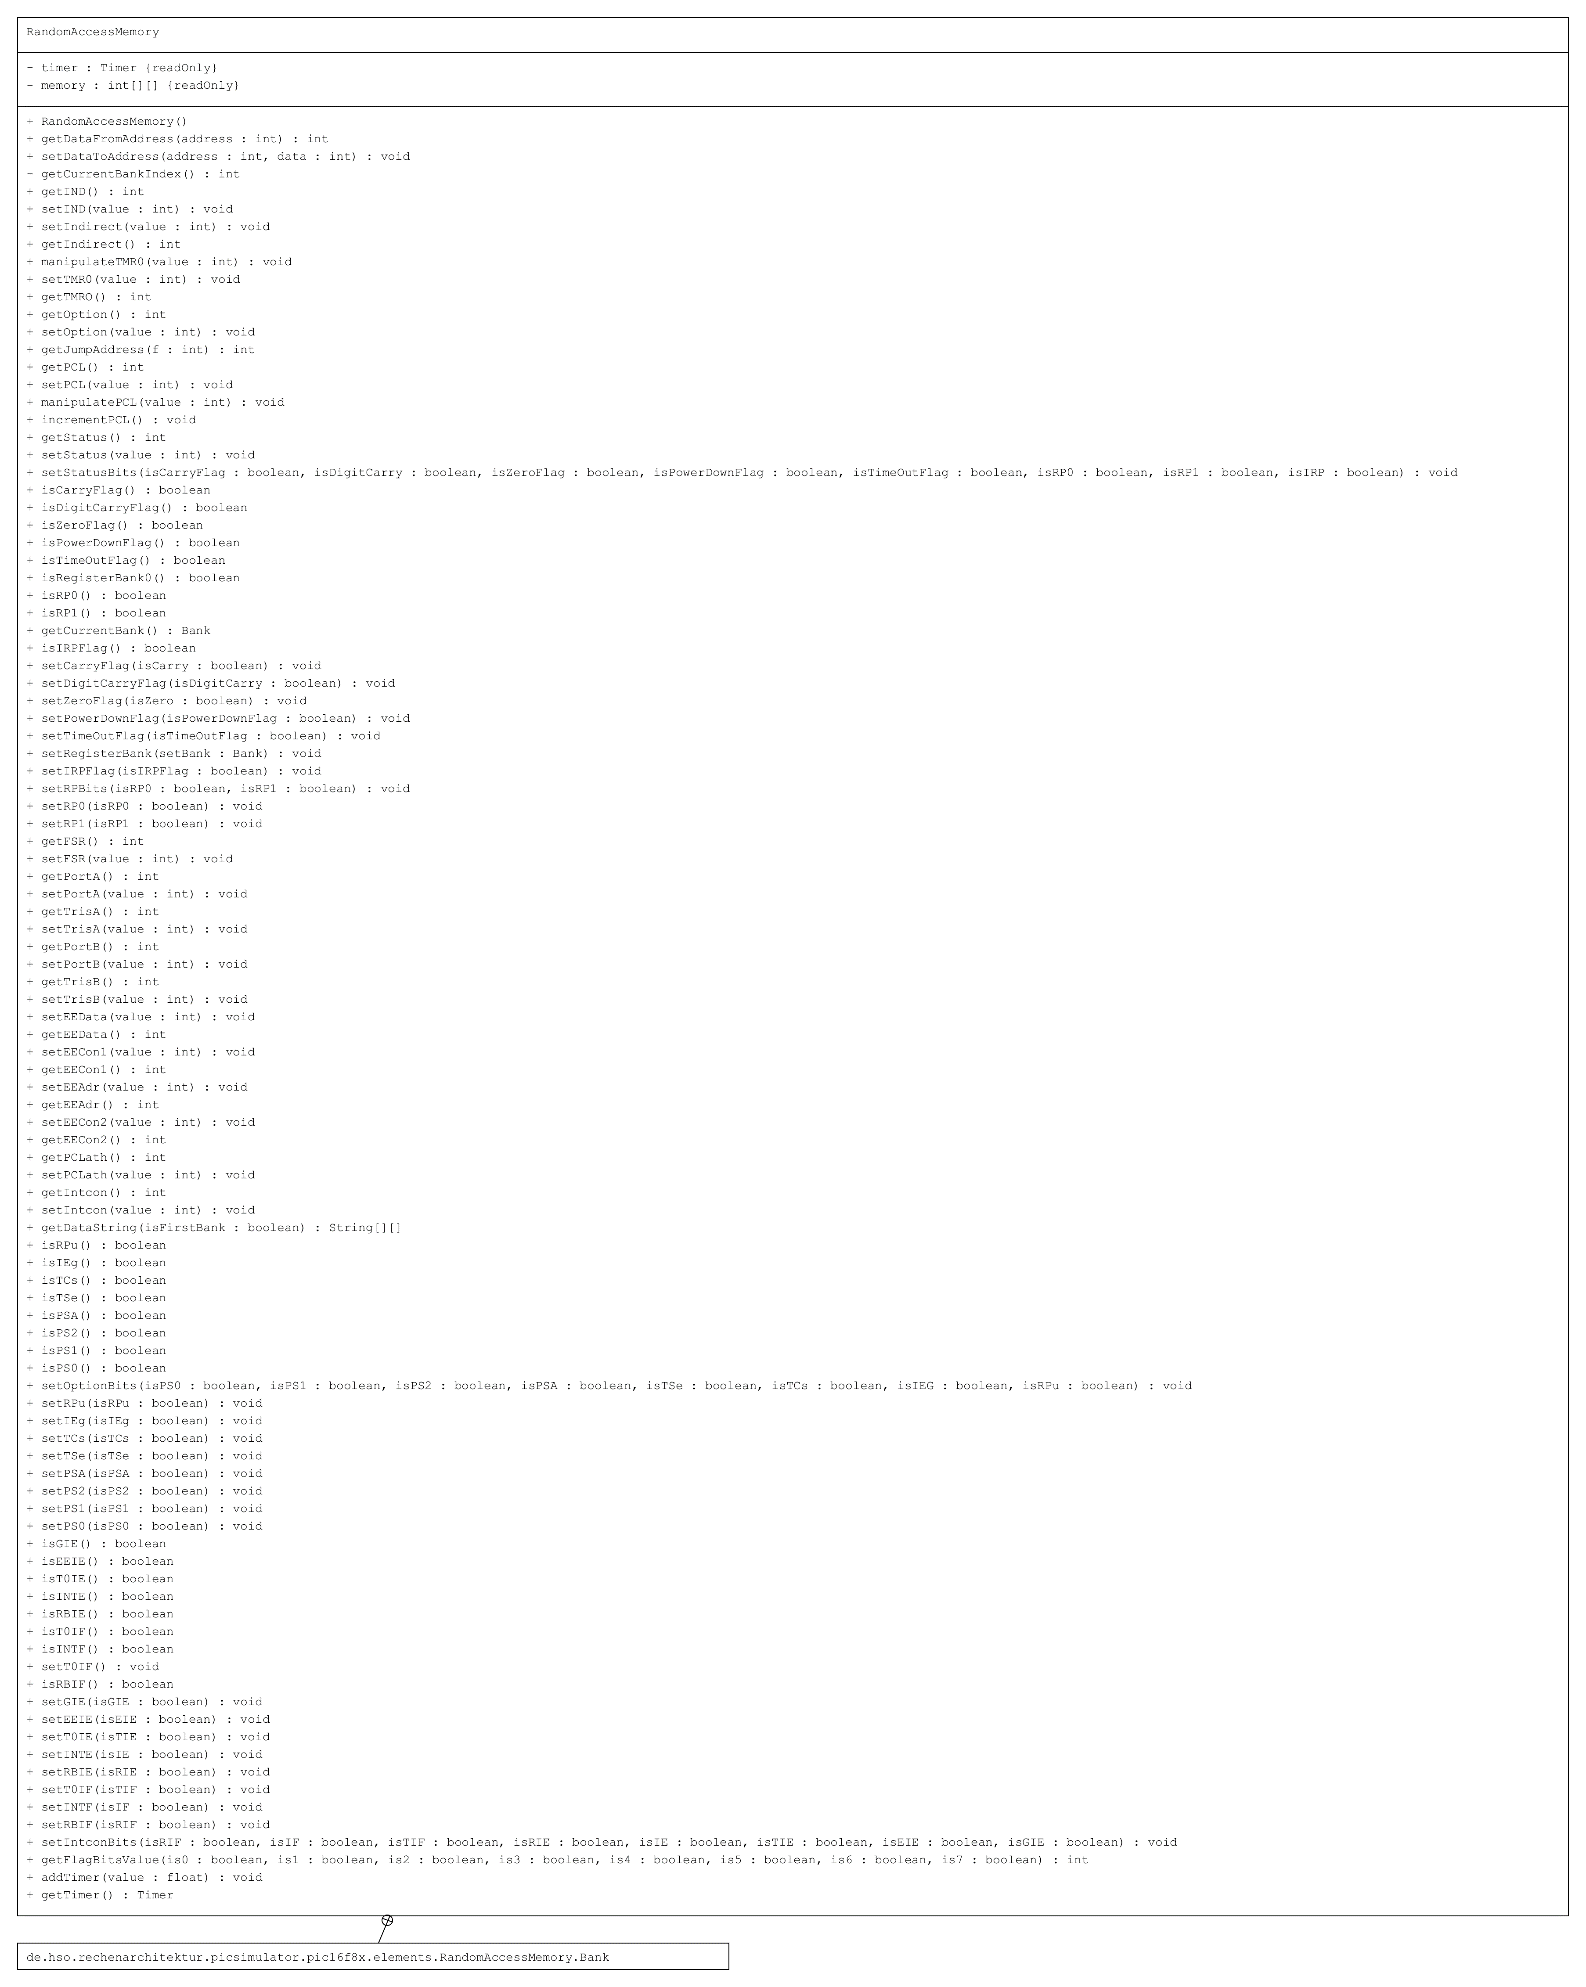 RandomAccessMemory
- timer : Timer {readOnly}
- memory : int[][] {readOnly}
+ RandomAccessMemory()
+ getDataFromAddress(address : int) : int
+ setDataToAddress(address : int, data : int) : void
- getCurrentBankIndex() : int
+ getIND() : int
+ setIND(value : int) : void
+ setIndirect(value : int) : void
+ getIndirect() : int
+ manipulateTMR0(value : int) : void
+ setTMR0(value : int) : void
+ getTMRO() : int
+ getOption() : int
+ setOption(value : int) : void
+ getJumpAddress(f : int) : int
+ getPCL() : int
+ setPCL(value : int) : void
+ manipulatePCL(value : int) : void
+ incrementPCL() : void
+ getStatus() : int
+ setStatus(value : int) : void
+ setStatusBits(isCarryFlag : boolean, isDigitCarry : boolean, isZeroFlag : boolean, isPowerDownFlag : boolean, isTimeOutFlag : boolean, isRP0 : boolean, isRP1 : boolean, isIRP : boolean) : void
+ isCarryFlag() : boolean
+ isDigitCarryFlag() : boolean
+ isZeroFlag() : boolean
+ isPowerDownFlag() : boolean
+ isTimeOutFlag() : boolean
+ isRegisterBank0() : boolean
+ isRP0() : boolean
+ isRP1() : boolean
+ getCurrentBank() : Bank
+ isIRPFlag() : boolean
+ setCarryFlag(isCarry : boolean) : void
+ setDigitCarryFlag(isDigitCarry : boolean) : void
+ setZeroFlag(isZero : boolean) : void
+ setPowerDownFlag(isPowerDownFlag : boolean) : void
+ setTimeOutFlag(isTimeOutFlag : boolean) : void
+ setRegisterBank(setBank : Bank) : void
+ setIRPFlag(isIRPFlag : boolean) : void
+ setRPBits(isRP0 : boolean, isRP1 : boolean) : void
+ setRP0(isRP0 : boolean) : void
+ setRP1(isRP1 : boolean) : void
+ getFSR() : int
+ setFSR(value : int) : void
+ getPortA() : int
+ setPortA(value : int) : void
+ getTrisA() : int
+ setTrisA(value : int) : void
+ getPortB() : int
+ setPortB(value : int) : void
+ getTrisB() : int
+ setTrisB(value : int) : void
+ setEEData(value : int) : void
+ getEEData() : int
+ setEECon1(value : int) : void
+ getEECon1() : int
+ setEEAdr(value : int) : void
+ getEEAdr() : int
+ setEECon2(value : int) : void
+ getEECon2() : int
+ getPCLath() : int
+ setPCLath(value : int) : void
+ getIntcon() : int
+ setIntcon(value : int) : void
+ getDataString(isFirstBank : boolean) : String[][]
+ isRPu() : boolean
+ isIEg() : boolean
+ isTCs() : boolean
+ isTSe() : boolean
+ isPSA() : boolean
+ isPS2() : boolean
+ isPS1() : boolean
+ isPS0() : boolean
+ setOptionBits(isPS0 : boolean, isPS1 : boolean, isPS2 : boolean, isPSA : boolean, isTSe : boolean, isTCs : boolean, isIEG : boolean, isRPu : boolean) : void
+ setRPu(isRPu : boolean) : void
+ setIEg(isIEg : boolean) : void
+ setTCs(isTCs : boolean) : void
+ setTSe(isTSe : boolean) : void
+ setPSA(isPSA : boolean) : void
+ setPS2(isPS2 : boolean) : void
+ setPS1(isPS1 : boolean) : void
+ setPS0(isPS0 : boolean) : void
+ isGIE() : boolean
+ isEEIE() : boolean
+ isT0IE() : boolean
+ isINTE() : boolean
+ isRBIE() : boolean
+ isT0IF() : boolean
+ isINTF() : boolean
+ setT0IF() : void
+ isRBIF() : boolean
+ setGIE(isGIE : boolean) : void
+ setEEIE(isEIE : boolean) : void
+ setT0IE(isTIE : boolean) : void
+ setINTE(isIE : boolean) : void
+ setRBIE(isRIE : boolean) : void
+ setT0IF(isTIF : boolean) : void
+ setINTF(isIF : boolean) : void
+ setRBIF(isRIF : boolean) : void
+ setIntconBits(isRIF : boolean, isIF : boolean, isTIF : boolean, isRIE : boolean, isIE : boolean, isTIE : boolean, isEIE : boolean, isGIE : boolean) : void
+ getFlagBitsValue(is0 : boolean, is1 : boolean, is2 : boolean, is3 : boolean, is4 : boolean, is5 : boolean, is6 : boolean, is7 : boolean) : int
+ addTimer(value : float) : void
+ getTimer() : Timer
de.hso.rechenarchitektur.picsimulator.pic16f8x.elements.RandomAccessMemory.Bank